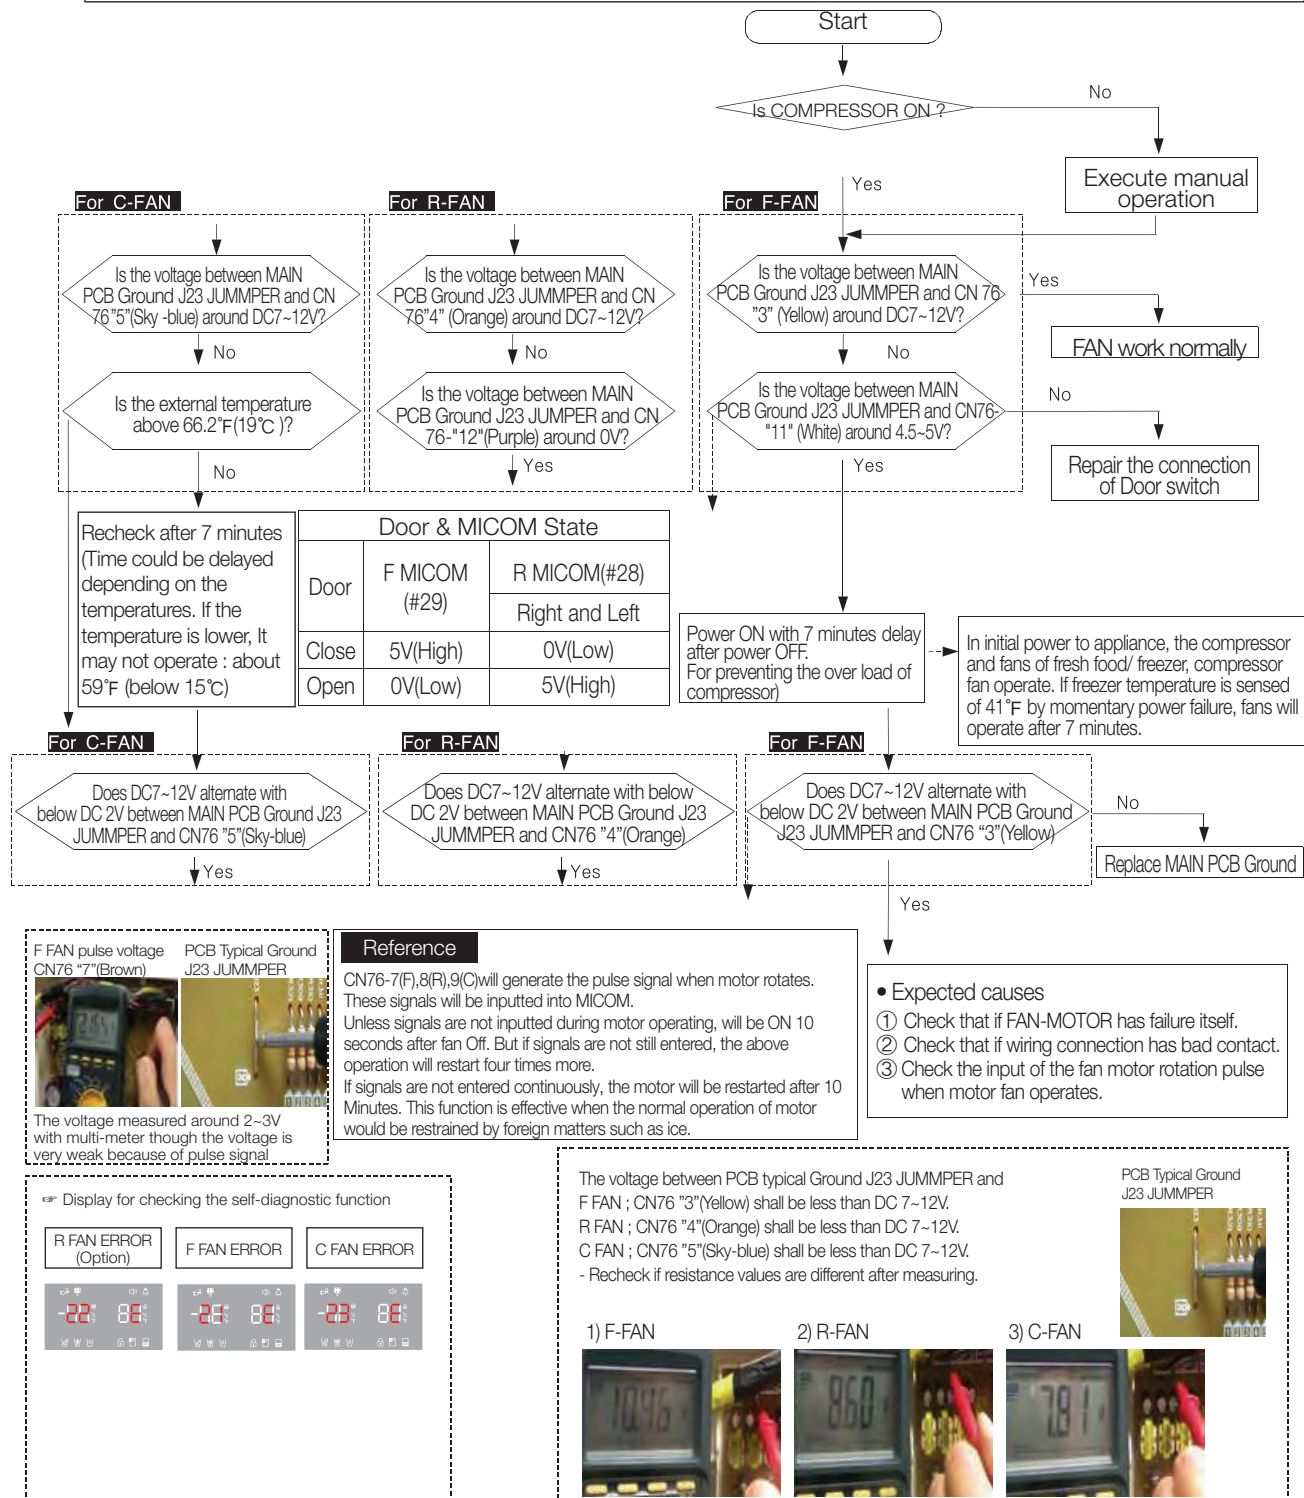 Start
Is COMPRESSOR ON ?
No
Execute manual
operation
Yes
For C-FAN
For R-FAN
For F-FAN
Is the voltage between MAIN
PCB Ground J23 JUMMPER and CN
76"5"(Sky -blue) around DC7~12V?
Is the voltage between MAIN
PCB Ground J23 JUMMPER and CN
76"4" (Orange) around DC7~12V?
Is the voltage between MAIN
PCB Ground J23 JUMMPER and CN 76
"3" (Yellow) around DC7~12V?
Yes
FAN work normally
No
No
No
Is the external temperature
above 66.2°F(19℃ )?
Is the voltage between MAIN
PCB Ground J23 JUMPER and CN
76-"12"(Purple) around 0V?
Is the voltage between MAIN
PCB Ground J23 JUMMPER and CN76-
"11" (White) around 4.5~5V?
No
Repair the connection
of Door switch
No
Yes
Yes
Recheck after 7 minutes
(Time could be delayed
depending on the
temperatures. If the
temperature is lower, It
may not operate : about
59°F (below 15℃)
Door & MICOM State
Door
F MICOM
(#29)
R MICOM(#28)
Right and Left
Close 5V(High) 0V(Low)
Open 0V(Low) 5V(High)
Power ON with 7 minutes delay
after power OFF.
For preventing the over load of
compressor)
In initial power to appliance, the compressor
and fans of fresh food/ freezer, compressor
fan operate. If freezer temperature is sensed
of 41°F by momentary power failure, fans will
operate after 7 minutes.
For C-FAN
For R-FAN
For F-FAN
Does DC7~12V alternate with
below DC 2V between MAIN PCB Ground J23
JUMMPER and CN76 "5"(Sky-blue)
Does DC7~12V alternate with below
DC 2V between MAIN PCB Ground J23
JUMMPER and CN76 "4"(Orange)
Does DC7~12V alternate with
below DC 2V between MAIN PCB Ground
J23 JUMMPER and CN76 "3"(Yellow)
No
Replace MAIN PCB Ground
Yes
Yes
Yes
F FAN pulse voltage
CN76 "7"(Brown)
PCB Typical Ground
J23 JUMMPER
The voltage measured around 2~3V
with multi-meter though the voltage is
very weak because of pulse signal
Reference
CN76-7(F),8(R),9(C)will generate the pulse signal when motor rotates.
These signals will be inputted into MICOM.
Unless signals are not inputted during motor operating, will be ON 10
seconds after fan Off. But if signals are not still entered, the above
operation will restart four times more.
If signals are not entered continuously, the motor will be restarted after 10
Minutes. This function is effective when the normal operation of motor
would be restrained by foreign matters such as ice.
• Expected causes
① Check that if FAN-MOTOR has failure itself.
② Check that if wiring connection has bad contact.
③ Check the input of the fan motor rotation pulse
when motor fan operates.
☞ Display for checking the self-diagnostic function
R FAN ERROR
(Option)
F FAN ERROR
C FAN ERROR
The voltage between PCB typical Ground J23 JUMMPER and
F FAN ; CN76 "3"(Yellow) shall be less than DC 7~12V.
R FAN ; CN76 "4"(Orange) shall be less than DC 7~12V.
C FAN ; CN76 "5"(Sky-blue) shall be less than DC 7~12V.
- Recheck if resistance values are different after measuring.
PCB Typical Ground
J23 JUMMPER
1) F-FAN
2) R-FAN
3) C-FAN
10.46
8.60
7.81